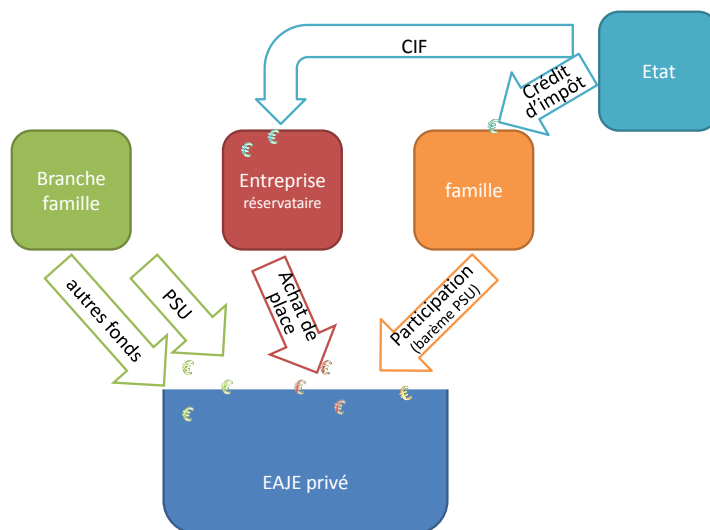 CIF
Etat
Crédit
d'impôt
Branche
famille
Entreprise
réservataire
famille
autres fonds
PSU
Achat de
place
Participation
(barème PSU)
€
€
€
€
€
€
€
€
€
€
EAJE privé